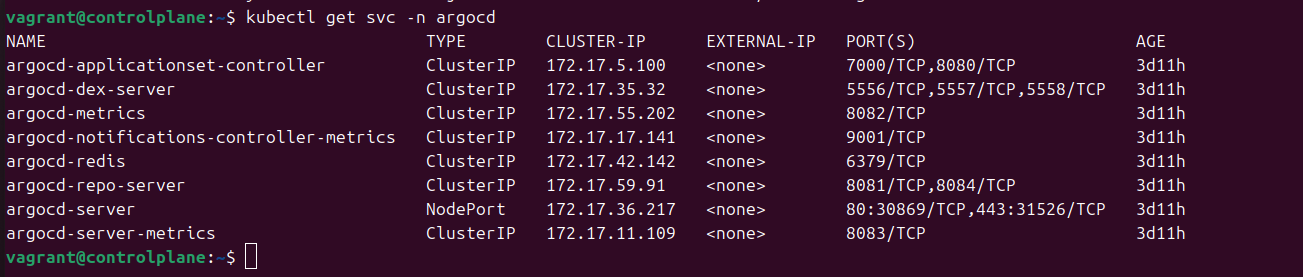 vagrant@controlplane:~$ kubectl get svc -n argocd
NAME TYPE CLUSTER-IP EXTERNAL-IP PORT(S) AGE
argocd-applicationset-controller ClusterIP 172.17.5.100 <none> 7000/TCP,8080/TCP 3d11h
argocd-dex-server ClusterIP 172.17.35.32 <none> 5556/TCP,5557/TCP,5558/TCP 3d11h
argocd-metrics ClusterIP 172.17.55.202 <none> 8082/TCP 3d11h
argocd-notifications-controller-metrics ClusterIP 172.17.17.141 <none> 9001/TCP 3d11h
argocd-redis ClusterIP 172.17.42.142 <none> 6379/TCP 3d11h
argocd-repo-server ClusterIP 172.17.59.91 <none> 8081/TCP,8084/TCP 3d11h
argocd-server NodePort 172.17.36.217 <none> 80:30869/TCP,443:31526/TCP 3d11h
argocd-server-metrics ClusterIP 172.17.11.109 <none> 8083/TCP 3d11h
vagrant@controlplane:~$